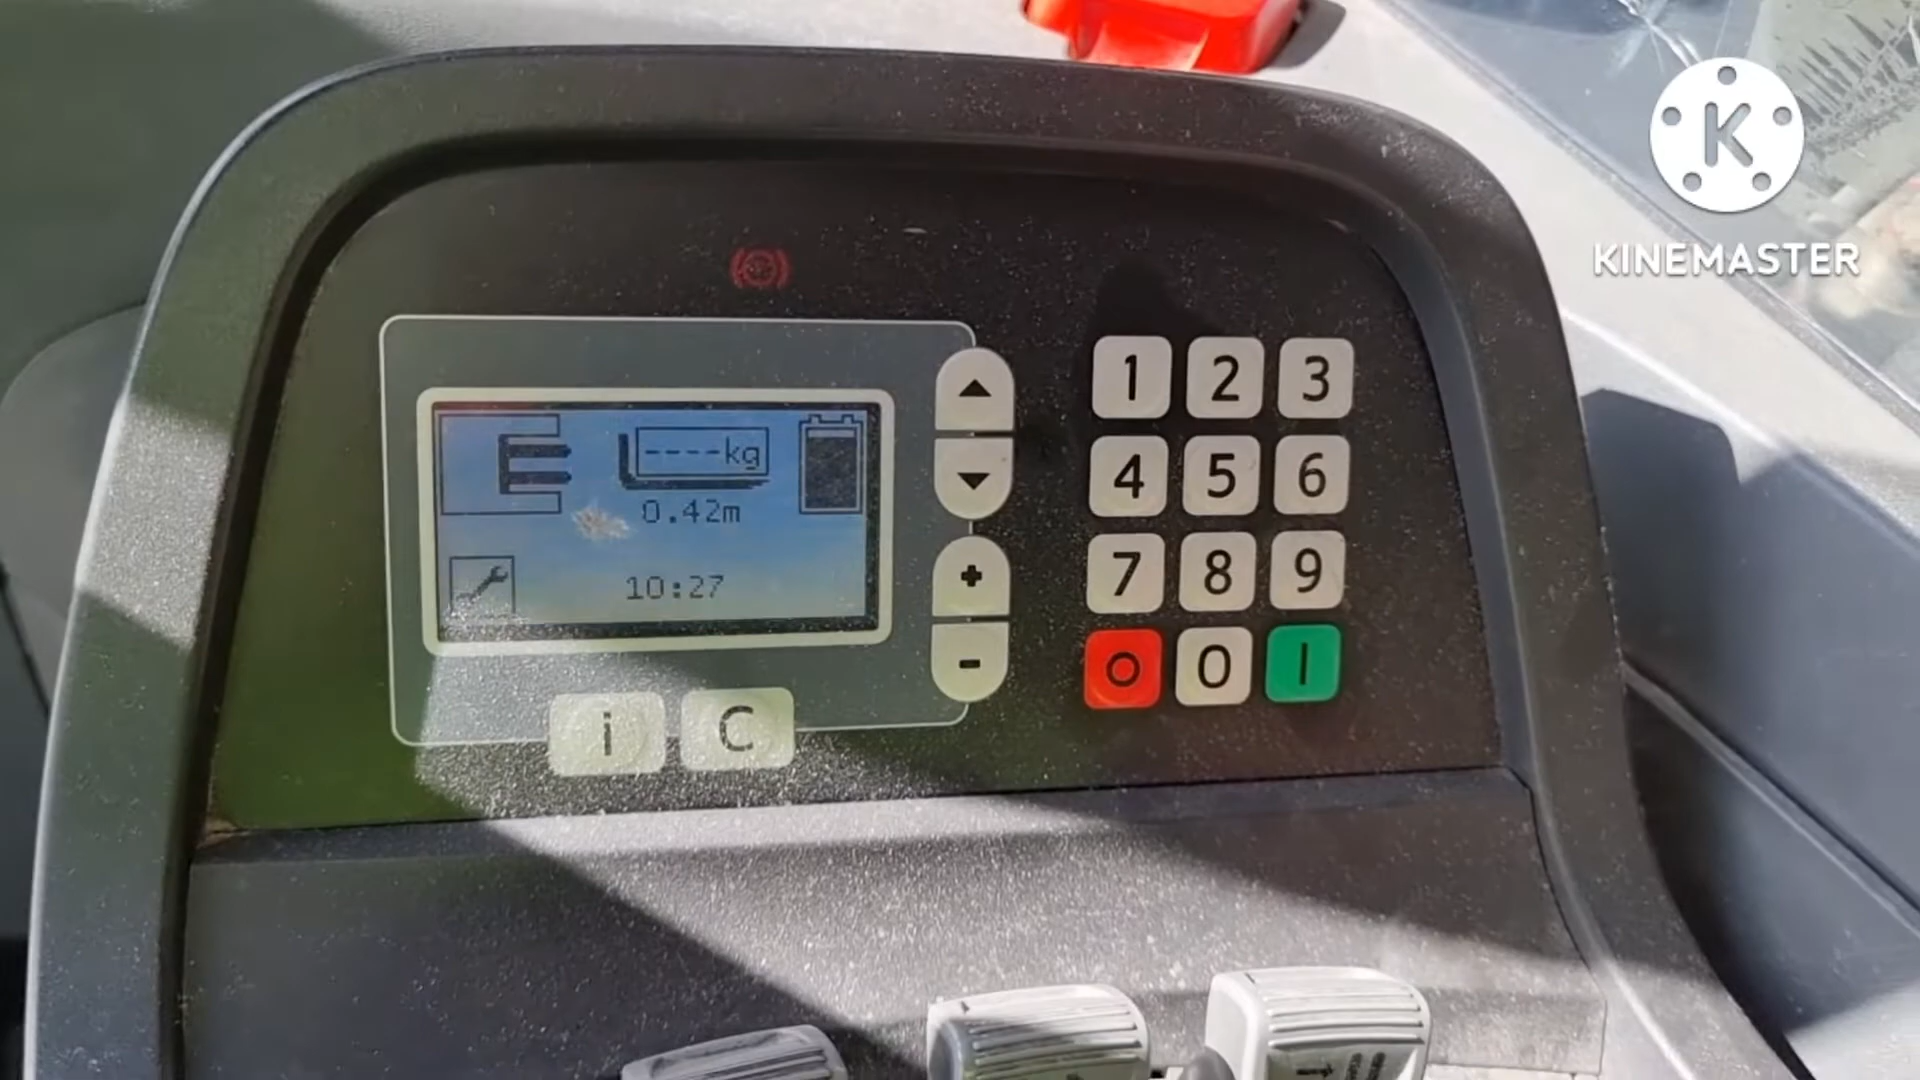 K
KINEMASTER
----kg
0.42m
10:27
+
-
i C
1 2 3
4 5 6
7 8 9
O 0 I